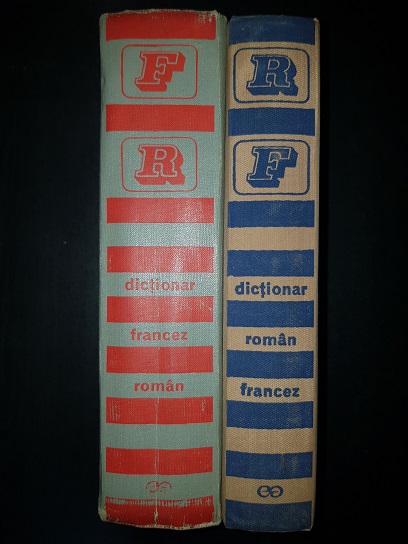 F
R
dicționar
francez
român
R
F
dicționar
român
francez